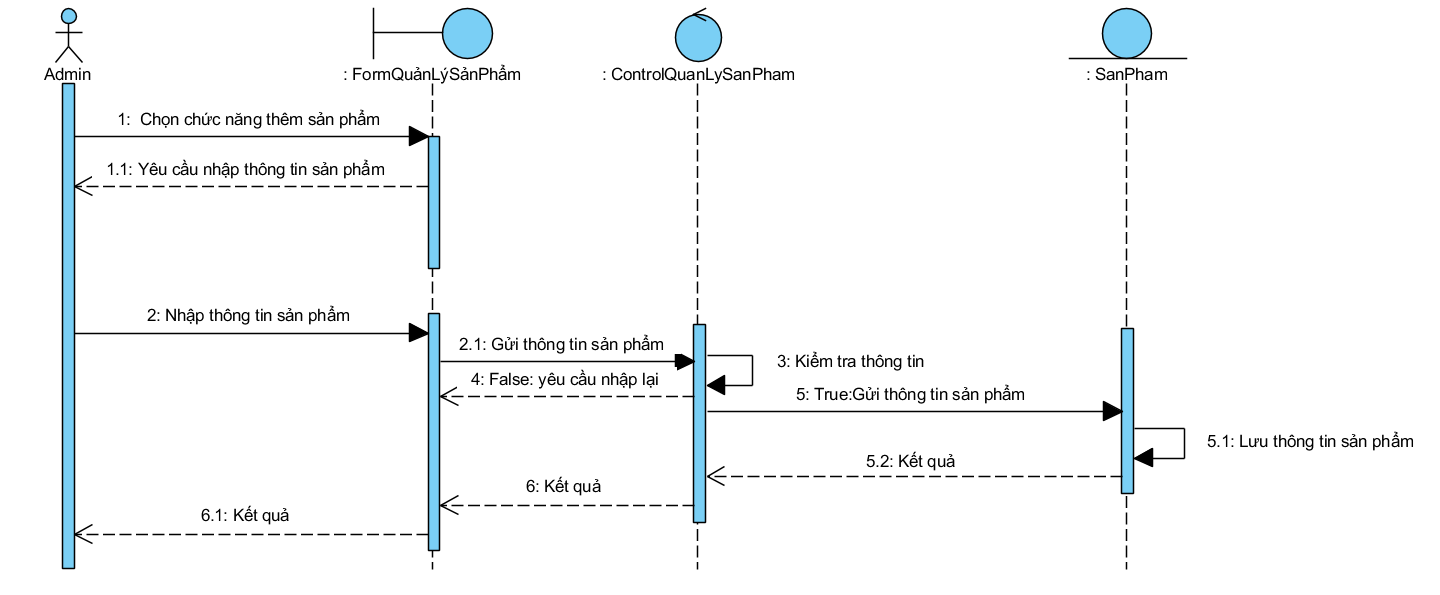 Admin
: FormQuảnLýSảnPhẩm
: ControlQuanLySanPham
: SanPham
1:  Chọn chức năng thêm sản phẩm
1.1: Yêu cầu nhập thông tin sản phẩm
2: Nhập thông tin sản phẩm
2.1: Gửi thông tin sản phẩm
3: Kiểm tra thông tin
4: False: yêu cầu nhập lại
5: True:Gửi thông tin sản phẩm
5.1: Lưu thông tin sản phẩm
5.2: Kết quả
6: Kết quả
6.1: Kết quả